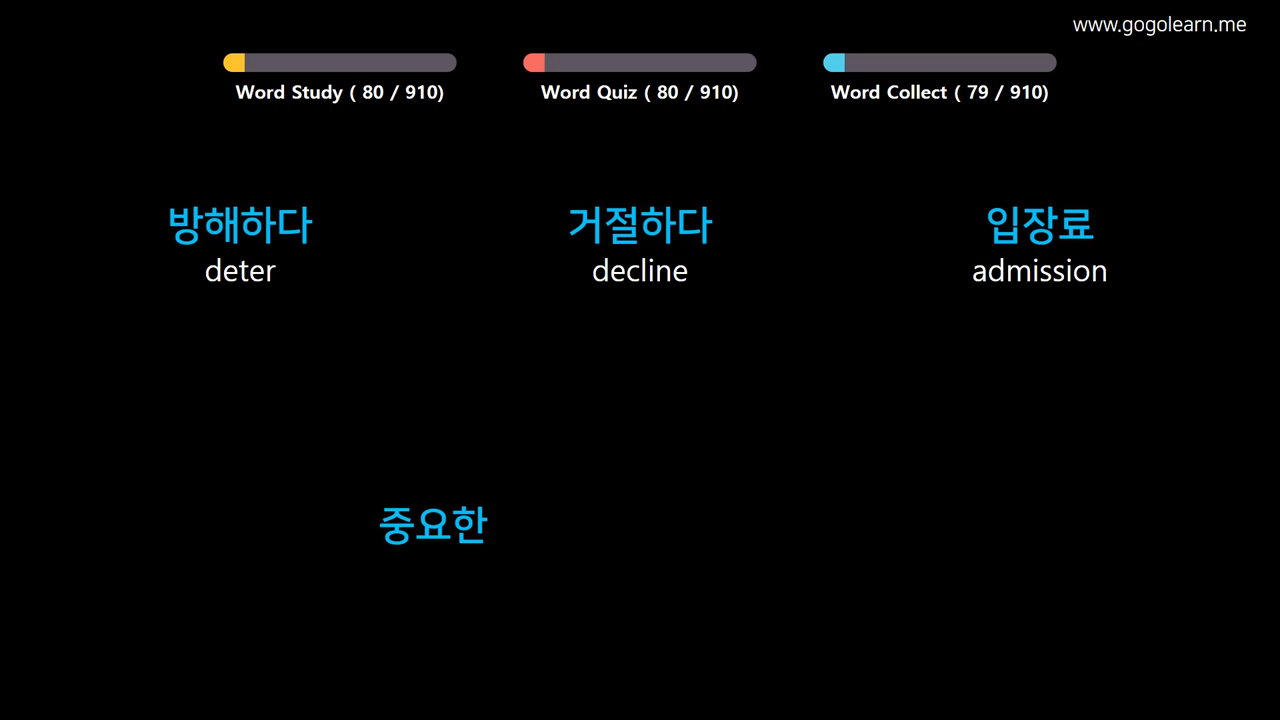 www.gogolearn.me
Word Study ( 80 / 910)
Word Quiz ( 80 / 910)
Word Collect ( 79 / 910)
방해하다
deter
거절하다
decline
입장료
admission
중요한